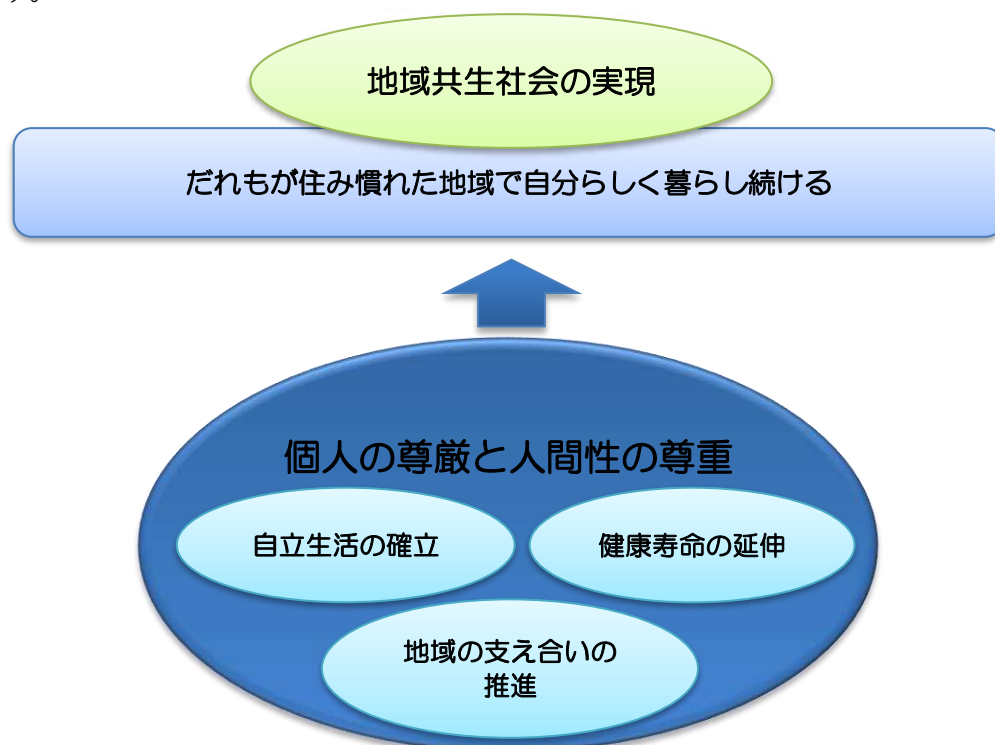 す。
地域共生社会の実現
だれもが住み慣れた地域で自分らしく暮らし続ける
個人の尊厳と人間性の尊重
自立生活の確立
健康寿命の延伸
地域の支え合いの
推進